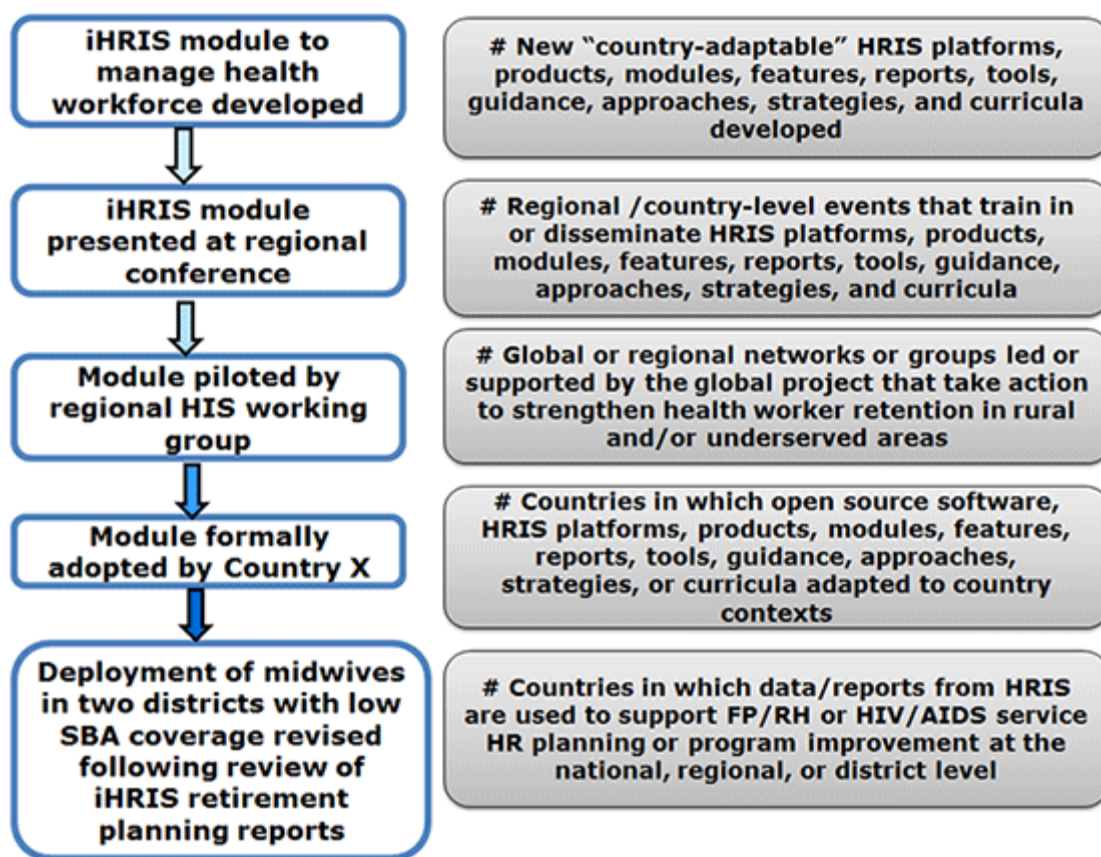 iHRIS module to
manage health
workforce developed
# New “country-adaptable” HRIS platforms,
products, modules, features, reports, tools,
guidance, approaches, strategies, and curricula
developed
iHRIS module
presented at regional
conference
# Regional /country-level events that train in
or disseminate HRIS platforms, products,
modules, features, reports, tools, guidance,
approaches, strategies, and curricula
Module piloted by
regional HIS working
group
# Global or regional networks or groups led or
supported by the global project that take action
to strengthen health worker retention in rural
and/or underserved areas
Module formally
adopted by Country X
# Countries in which open source software,
HRIS platforms, products, modules, features,
reports, tools, guidance, approaches,
strategies, or curricula adapted to country
contexts
Deployment of midwives
in two districts with low
SBA coverage revised
following review of
iHRIS retirement
planning reports
# Countries in which data/reports from HRIS
are used to support FP/RH or HIV/AIDS service
HR planning or program improvement at the
national, regional, or district level